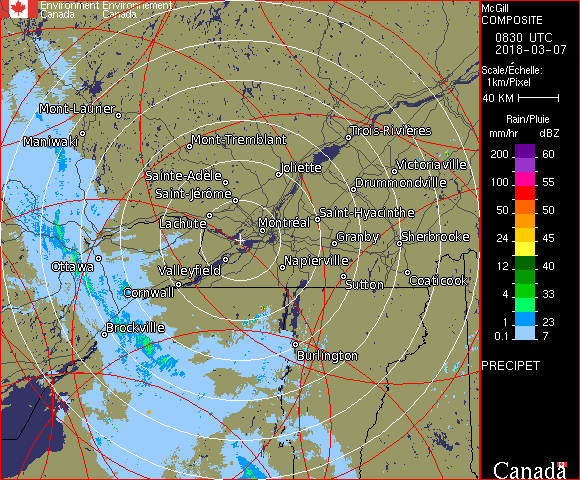 Environment Environnement
Canada Canada
McGill
COMPOSITE
0830 UTC
2018-03-07
Scale/Échelle:
1km/Pixel
40 KM
Rain/Pluie
mm/hr dBZ
200 60
100 55
50 50
24 45
12 40
4 33
1 23
0.1 7
PRECIPET
Canada
Mont-Laurier
Maniwaki
Mont-Tremblant
Trois-Rivières
Sainte-Adèle
Joliette
Victoriaville
Saint-Jérôme
Drummondville
Lachute
Montréal
Saint-Hyacinthe
Granby
Sherbrooke
Ottawa
Valleyfield
Napierville
Cornwall
Sutton
Coaticook
Brockville
Burlington